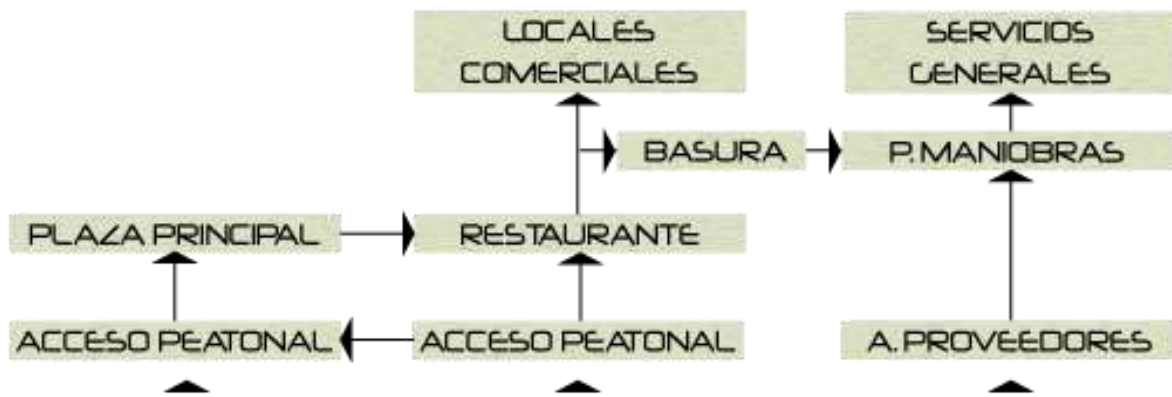 LOCALES
COMERCIALES
SERVICIOS
GENERALES
BASURA
P. MANIOBRAS
PLAZA PRINCIPAL
RESTAURANTE
ACCESO PEATONAL
ACCESO PEATONAL
A. PROVEEDORES